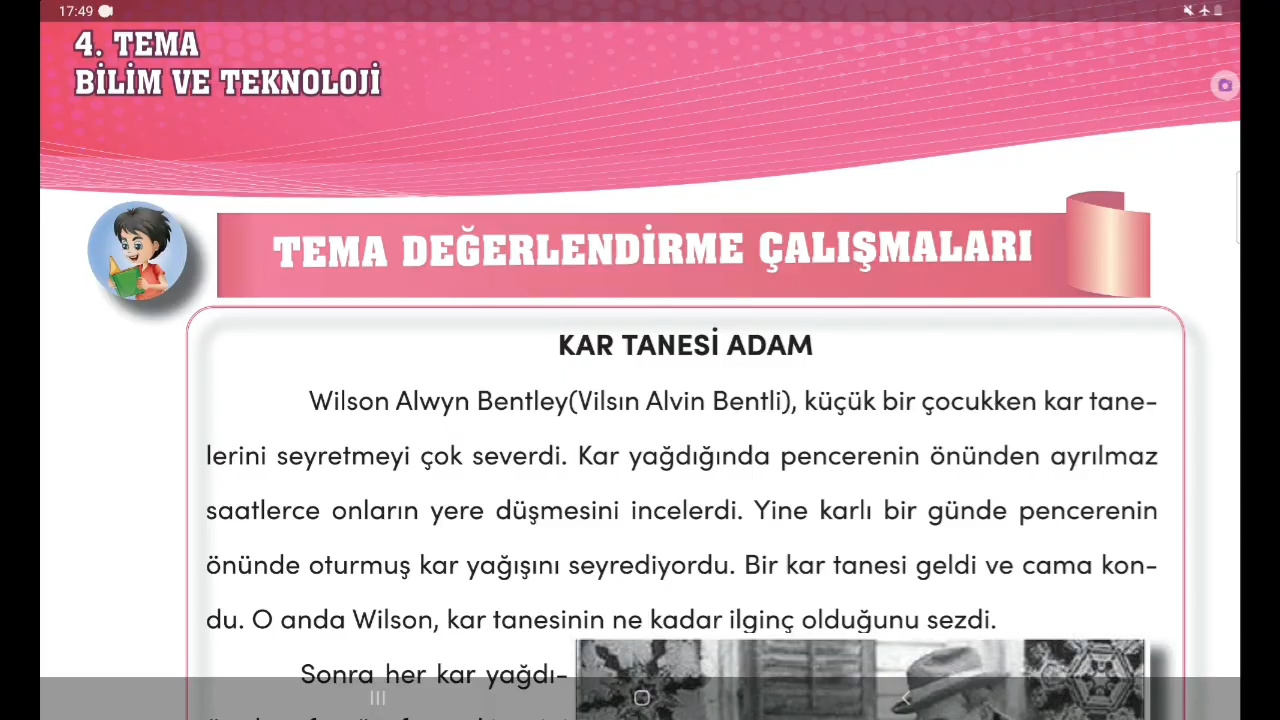 17:49
4. TEMA
BİLİM VE TEKNOLOJİ
TEMA DEĞERLENDİRME ÇALIŞMALARI
KAR TANESİ ADAM
Wilson Alwyn Bentley(Vilsın Alvin Bentli), küçük bir çocukken kar tane-
lerini seyretmeyi çok severdi. Kar yağdığında pencerenin önünden ayrılmaz
saatlerce onların yere düşmesini incelerdi. Yine karlı bir günde pencerenin
önünde oturmuş kar yağışını seyrediyordu. Bir kar tanesi geldi ve cama kon-
du. O anda Wilson, kar tanesinin ne kadar ilginç olduğunu sezdi.
Sonra her kar yağdı-